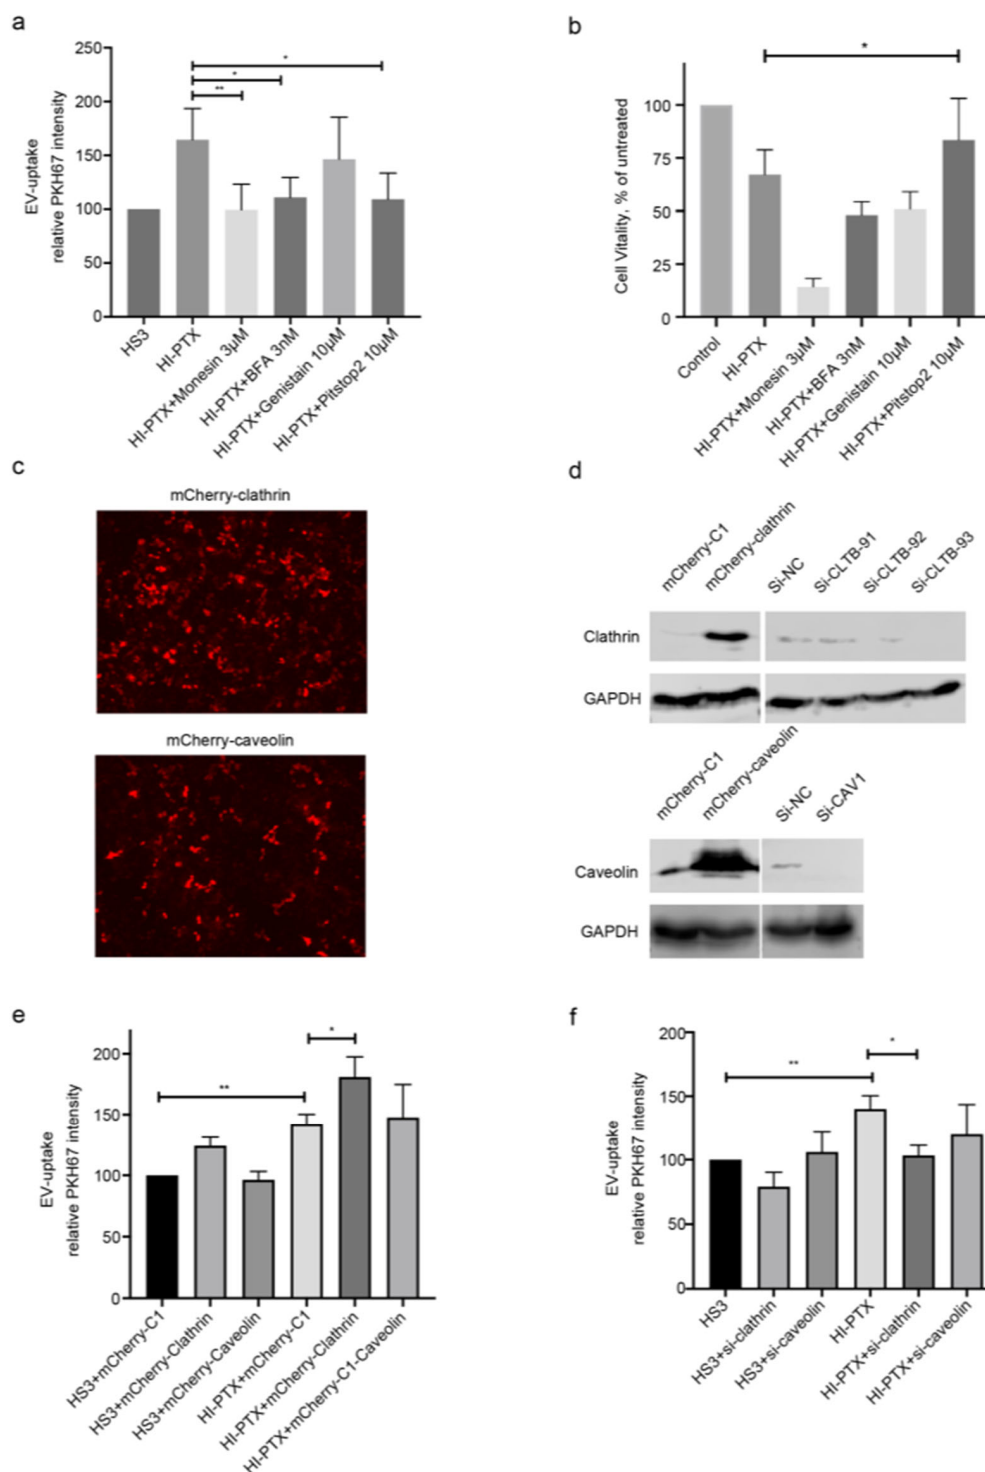 a
250
200
150
100
50
0
EV-uptake
relative PKH67 intensity
*
*
**
HS3
HI-PTX
HI-PTX+Monesin 3μM
HI-PTX+BFA 3nM
HI-PTX+Genistain 10μM
HI-PTX+Pitstop2 10μM
b
100
75
50
25
0
Cell Vitality, % of untreated
*
Control
HI-PTX
HI-PTX+Monesin 3μM
HI-PTX+BFA 3nM
HI-PTX+Genistain 10μM
HI-PTX+Pitstop2 10μM
c
mCherry-clathrin
mCherry-caveolin
d
mCherry-C1
mCherry-clathrin
Si-NC
Si-CLTB-91
Si-CLTB-92
Si-CLTB-93
Clathrin
GAPDH
mCherry-C1
mCherry-caveolin
Si-NC
Si-CAV1
Caveolin
GAPDH
e
200
150
100
50
0
EV-uptake
relative PKH67 intensity
**
*
HS3+mCherry-C1
HS3+mCherry-Clathrin
HS3+mCherry-Caveolin
HI-PTX+mCherry-C1
HI-PTX+mCherry-Clathrin
HI-PTX+mCherry-C1-Caveolin
f
200
150
100
50
0
EV-uptake
relative PKH67 intensity
**
*
HS3
HS3+si-clathrin
HS3+si-caveolin
HI-PTX
HI-PTX+si-clathrin
HI-PTX+si-caveolin